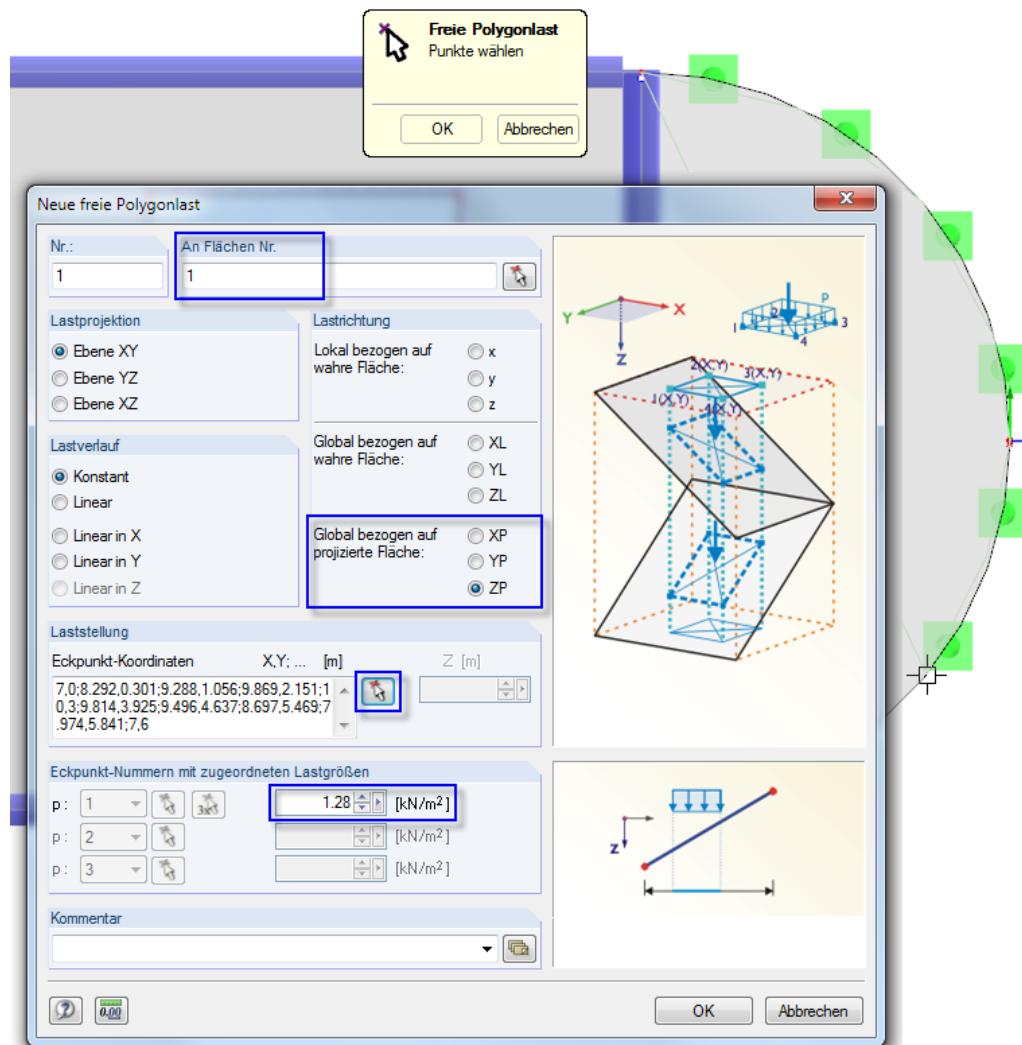 Freie Polygonlast
Punkte wählen
OK
Abbrechen
Neue freie Polygonlast
Nr.:
1
An Flächen Nr.
1
Lastprojektion
Ebene XY
Ebene YZ
Ebene XZ
Lastrichtung
Lokal bezogen auf
wahre Fläche:
x
y
z
Global bezogen auf
wahre Fläche:
XL
YL
ZL
Global bezogen auf
projizierte Fläche:
XP
YP
ZP
Lastverlauf
Konstant
Linear
Linear in X
Linear in Y
Linear in Z
Laststellung
Eckpunkt-Koordinaten X,Y; ... [m]
Z [m]
7,0;8.292,0.301;9.288,1.056;9.869,2.151;1
0,3;9.814,3.925;9.496,4.637;8.697,5.469;7
.974,5.841;7,6
Eckpunkt-Nummern mit zugeordneten Lastgrößen
p: 1 3x 1.28 [kN/m²]
p: 2 [kN/m²]
p: 3 [kN/m²]
Kommentar
0.00
OK
Abbrechen
Y
X
Z
p
1
2
3
4
2(X,Y)
3(X,Y)
1(X,Y)
4(X,Y)
z